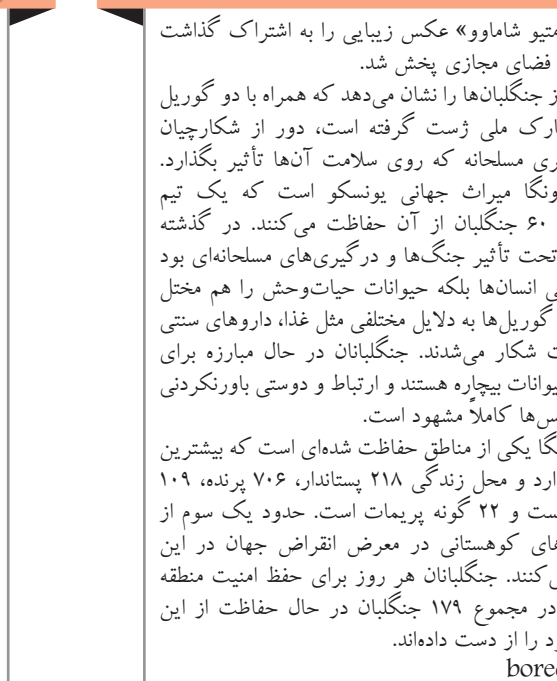 متیو شاماوو» عکس زیبایی را به اشتراک گذاشت
فضای مجازی پخش شد.
ز جنگلبان‌ها را نشان می‌دهد که همراه با دو گوریل
ارک ملی ژست گرفته است، دور از شکارچیان
ری مسلحانه که روی سلامت آن‌ها تأثیر بگذارد.
ونگا میراث جهانی یونسکو است که یک تیم
۶۰ جنگلبان از آن حفاظت می‌کنند. در گذشته
تحت تأثیر جنگ‌ها و درگیری‌های مسلحانه‌ای بود
ی انسان‌ها بلکه حیوانات حیات‌وحش را هم مختل
گوریل‌ها به دلایل مختلفی مثل غذا، داروهای سنتی
ت شکار می‌شدند. جنگلبانان در حال مبارزه برای
یوانات بیچاره هستند و ارتباط و دوستی باورنکردنی
س‌ها کاملاً مشهود است.
نگا یکی از مناطق حفاظت شده‌ای است که بیشترین
ارد و محل زندگی ۲۱۸ پستاندار، ۷۰۶ پرنده، ۱۰۹
ست و ۲۲ گونه پریمات است. حدود یک سوم از
های کوهستانی در معرض انقراض جهان در این
ی‌کنند. جنگلبانان هر روز برای حفظ امنیت منطقه
در مجموع ۱۷۹ جنگلبان در حال حفاظت از این
ود را از دست داده‌اند.
bore